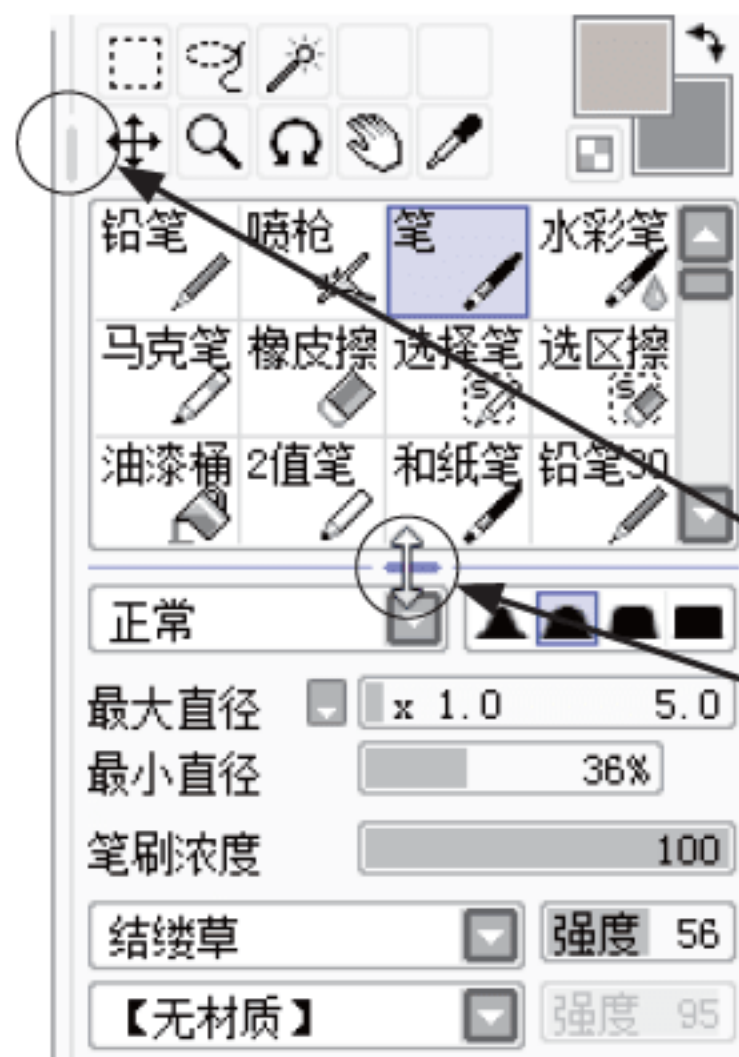 铅笔 喷枪 笔 水彩笔
马克笔 橡皮擦 选择笔 选区擦
油漆桶 2值笔 和纸笔 铅笔30
正常
最大直径 x 1.0 5.0
最小直径 36%
笔刷浓度 100
结缕草 强度 56
【无材质】 强度 95